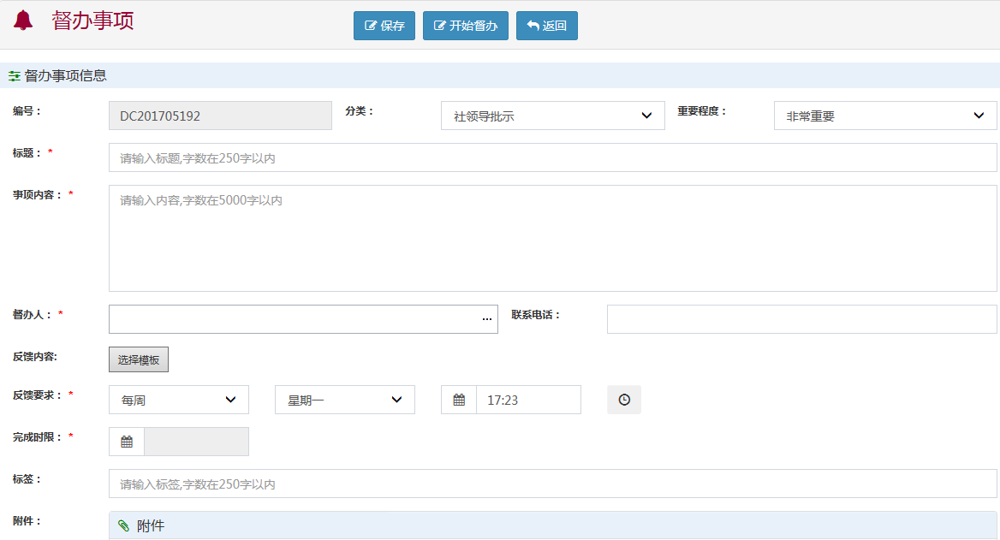 督办事项
保存 开始督办 返回
督办事项信息
编号： DC201705192 分类： 社领导批示 重要程度： 非常重要
标题： * 请输入标题,字数在250字以内
事项内容： * 请输入内容,字数在5000字以内
督办人： * ... 联系电话：
反馈内容: 选择模板
反馈要求： * 每周 星期一 17:23
完成时限： *
标签： 请输入标签,字数在250字以内
附件： 附件